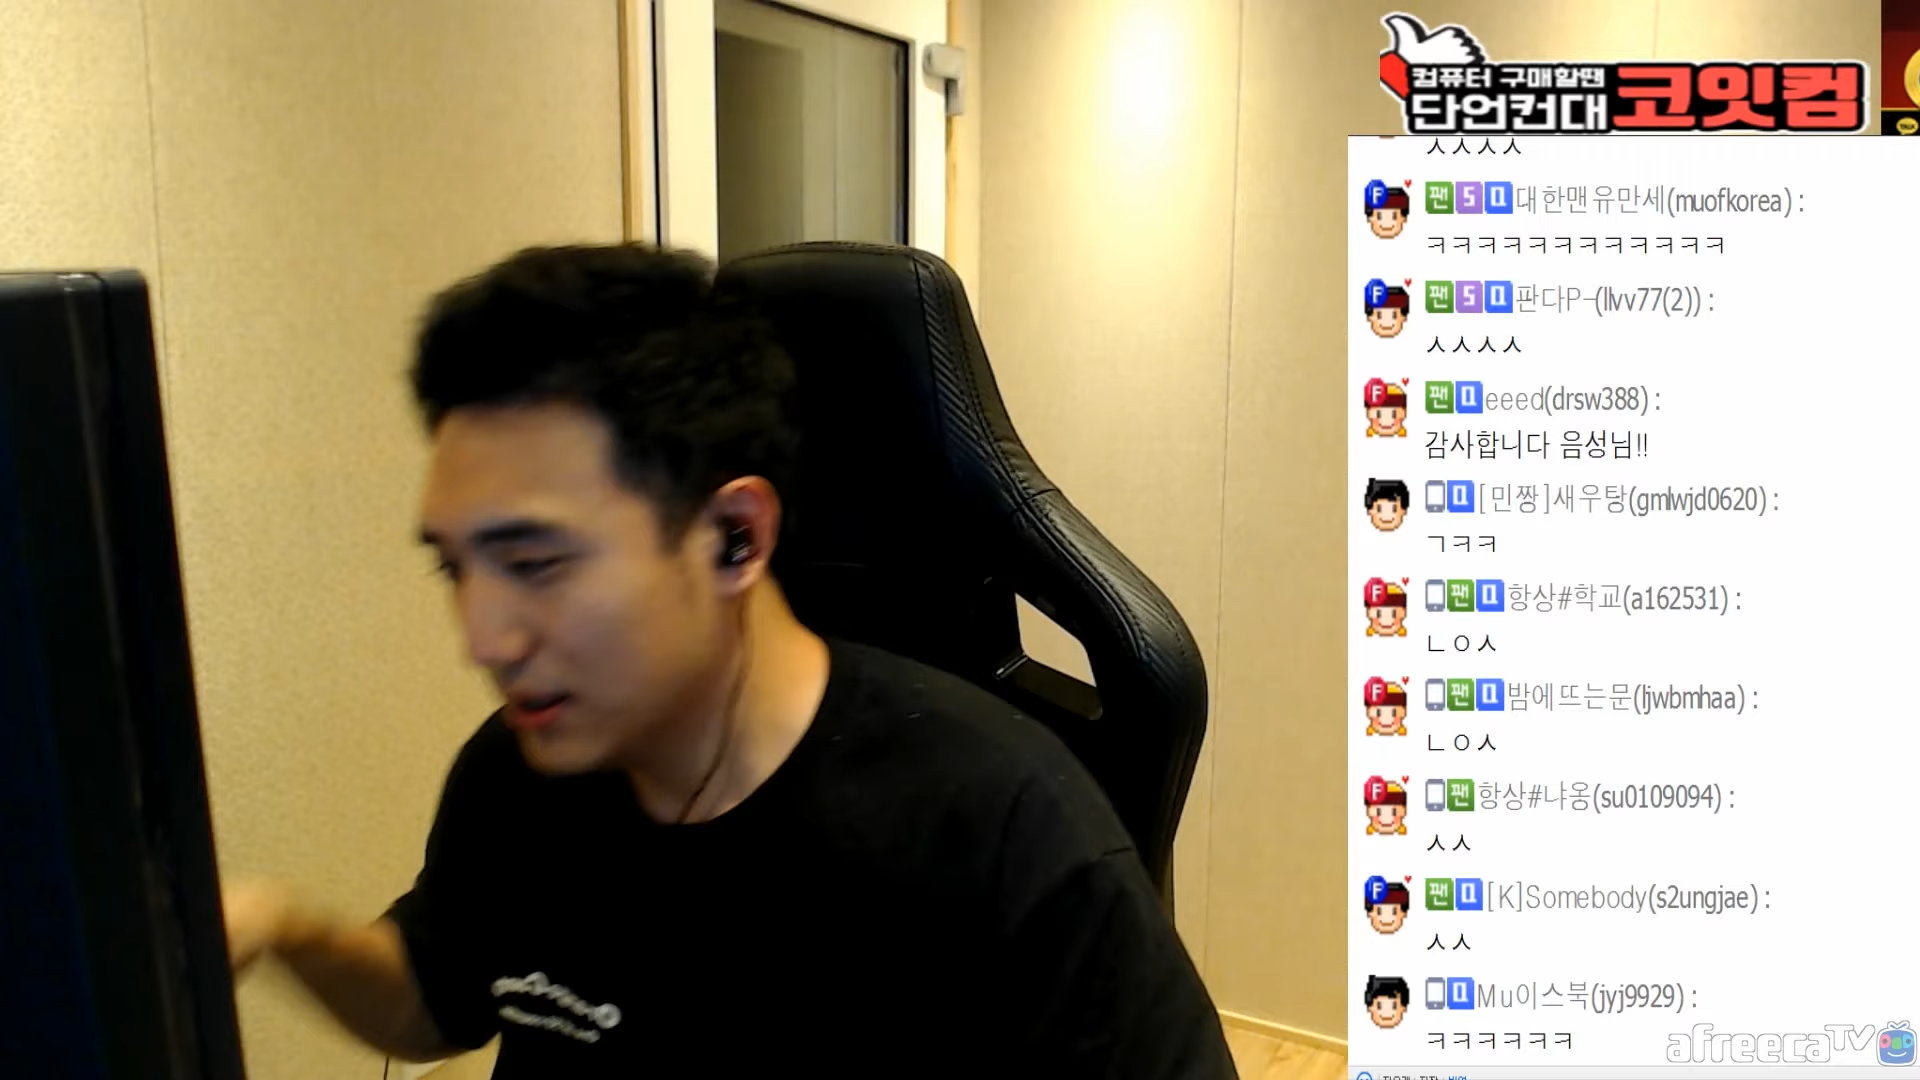 컴퓨터 구매할땐
단언컨대 코잇컴
ㅅㅅㅅㅅ
팬 S Q 대한맨유만세(muofkorea) :
ㅋㅋㅋㅋㅋㅋㅋㅋㅋㅋㅋㅋ
팬 S Q 판다P-(llvv77(2)) :
ㅅㅅㅅㅅ
팬 Q eeed(drsw388) :
감사합니다 음성님!!
Q [민짱]새우탕(gmlwjd0620) :
ㄱㅋㅋ
팬 Q 항상#학교(a162531) :
ㄴㅇㅅ
팬 Q 밤에뜨는문(ljwbmhaa) :
ㄴㅇㅅ
팬 항상#냐옹(su0109094) :
ㅅㅅ
팬 Q [K]Somebody(s2ungjae) :
ㅅㅅ
Q Mu이스북(jyj9929) :
ㅋㅋㅋㅋㅋㅋ
afreecaTV